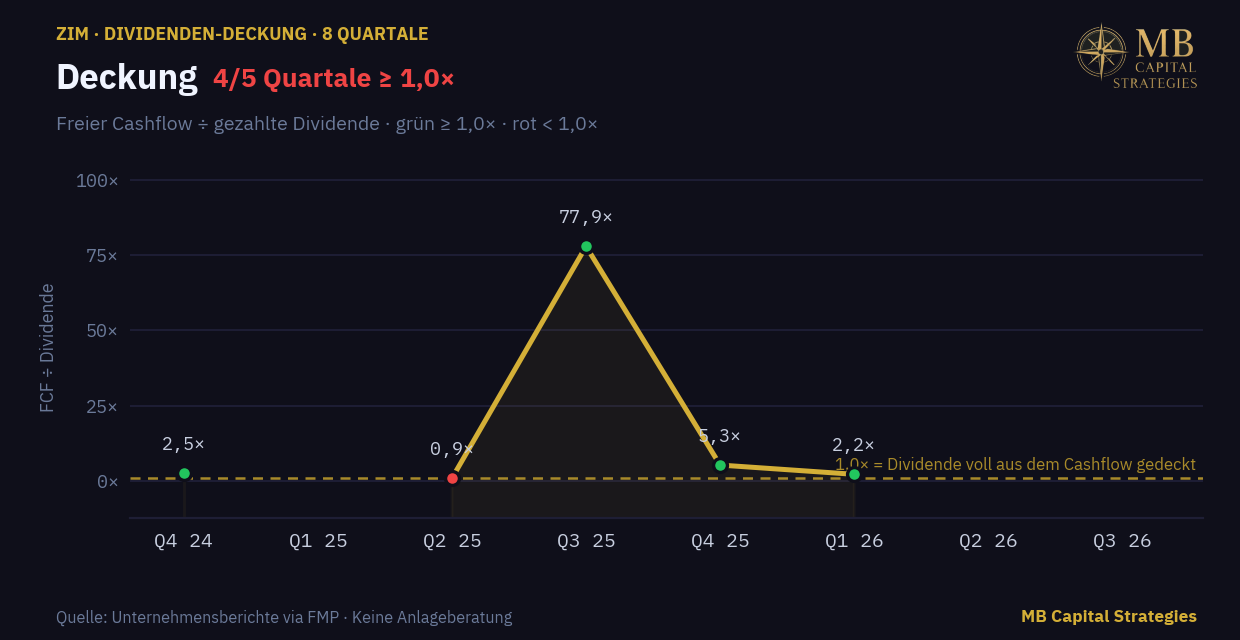 ZIM · DIVIDENDEN-DECKUNG · 8 QUARTALE
MB
CAPITAL
STRATEGIES
Deckung 4/5 Quartale ≥ 1,0×
Freier Cashflow ÷ gezahlte Dividende · grün ≥ 1,0× · rot < 1,0×
FCF ÷ Dividende
100×
75×
50×
25×
0×
2,5×
0,9×
77,9×
5,3×
2,2×
1,0× = Dividende voll aus dem Cashflow gedeckt
Q4 24 Q1 25 Q2 25 Q3 25 Q4 25 Q1 26 Q2 26 Q3 26
Quelle: Unternehmensberichte via FMP · Keine Anlageberatung
MB Capital Strategies